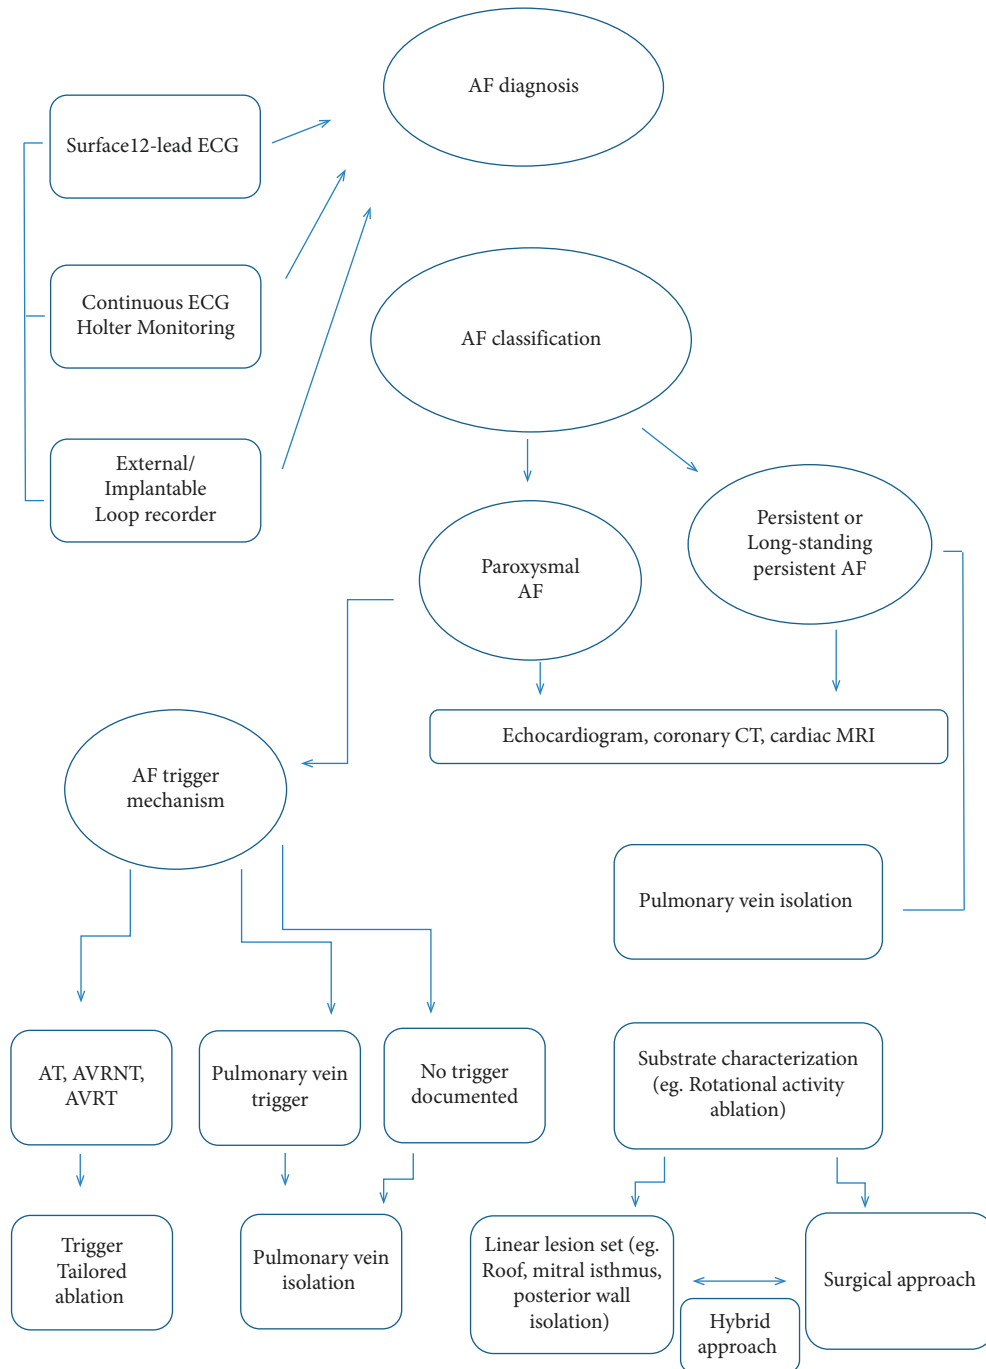 AF diagnosis
Surface12-lead ECG
Continuous ECG
Holter Monitoring
AF classification
External/
Implantable
Loop recorder
Persistent or
Long-standing
persistent AF
Paroxysmal
AF
Echocardiogram, coronary CT, cardiac MRI
AF trigger
mechanism
Pulmonary vein isolation
AT, AVRNT,
AVRT
Pulmonary vein
trigger
No trigger
documented
Substrate characterization
(eg. Rotational activity
ablation)
Trigger
Tailored
ablation
Pulmonary vein
isolation
Linear lesion set (eg.
Roof, mitral isthmus,
posterior wall
isolation)
Surgical approach
Hybrid
approach